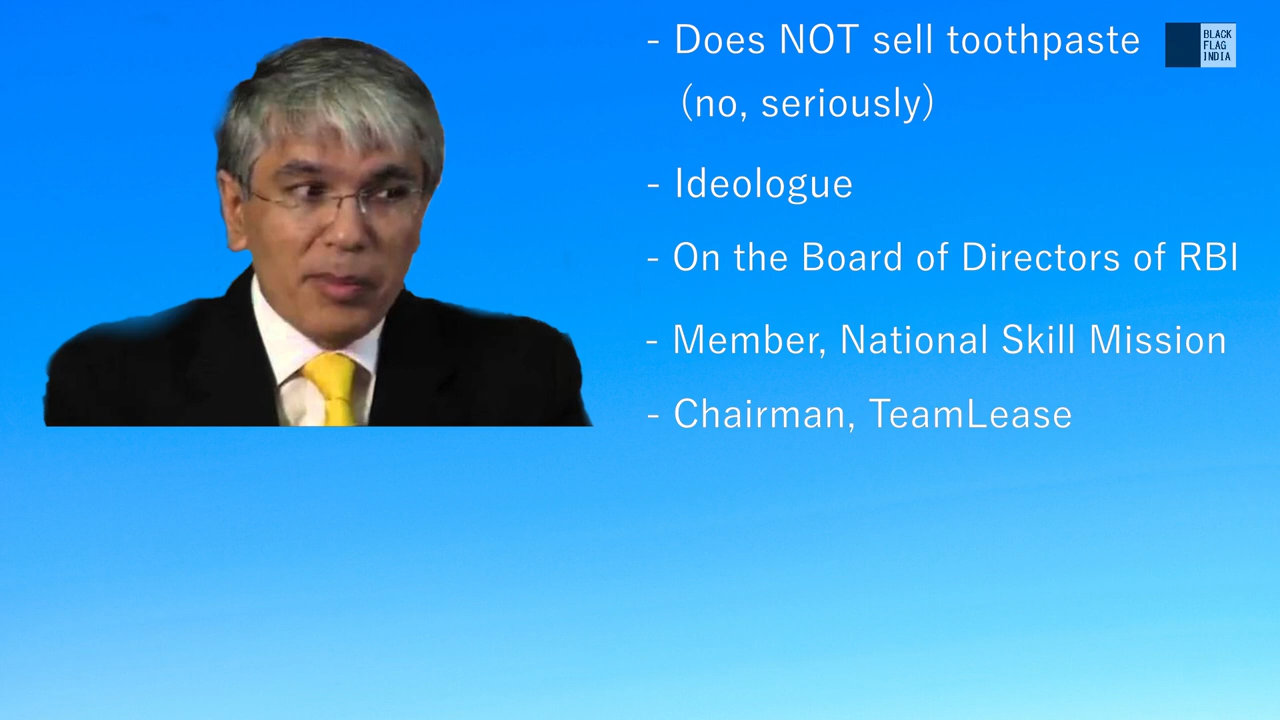 - Does NOT sell toothpaste
(no, seriously)
- Ideologue
- On the Board of Directors of RBI
- Member, National Skill Mission
- Chairman, TeamLease
BLACK
FLAG
INDIA